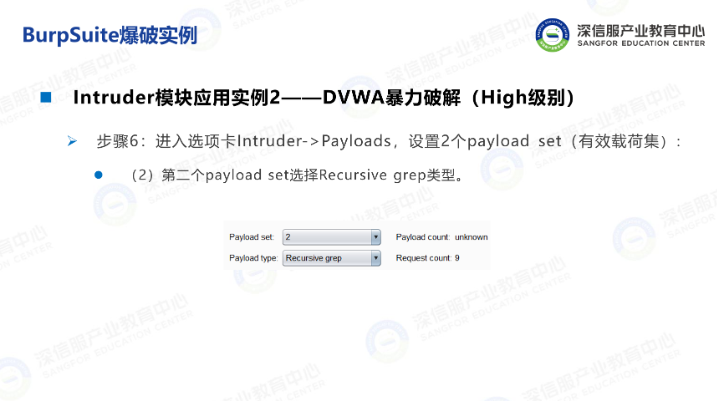 BurpSuite爆破实例
深信服产业教育中心
SANGFOR EDUCATION CENTER
Intruder模块应用实例2——DVWA暴力破解（High级别）
步骤6：进入选项卡Intruder->Payloads，设置2个payload set（有效载荷集）：
（2）第二个payload set选择Recursive grep类型。
Payload set: 2 Payload count: unknown
Payload type: Recursive grep Request count: 9